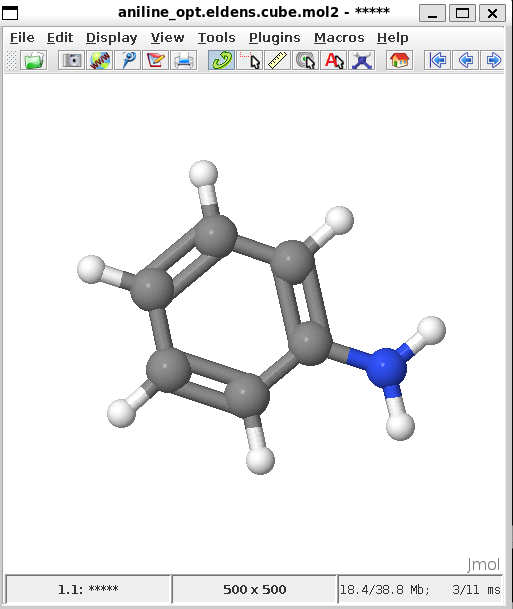 aniline_opt.eldens.cube.mol2 - *****
File Edit Display View Tools Plugins Macros Help
Jmol
1.1: ***** 500 x 500 18.4/38.8 Mb; 3/11 ms